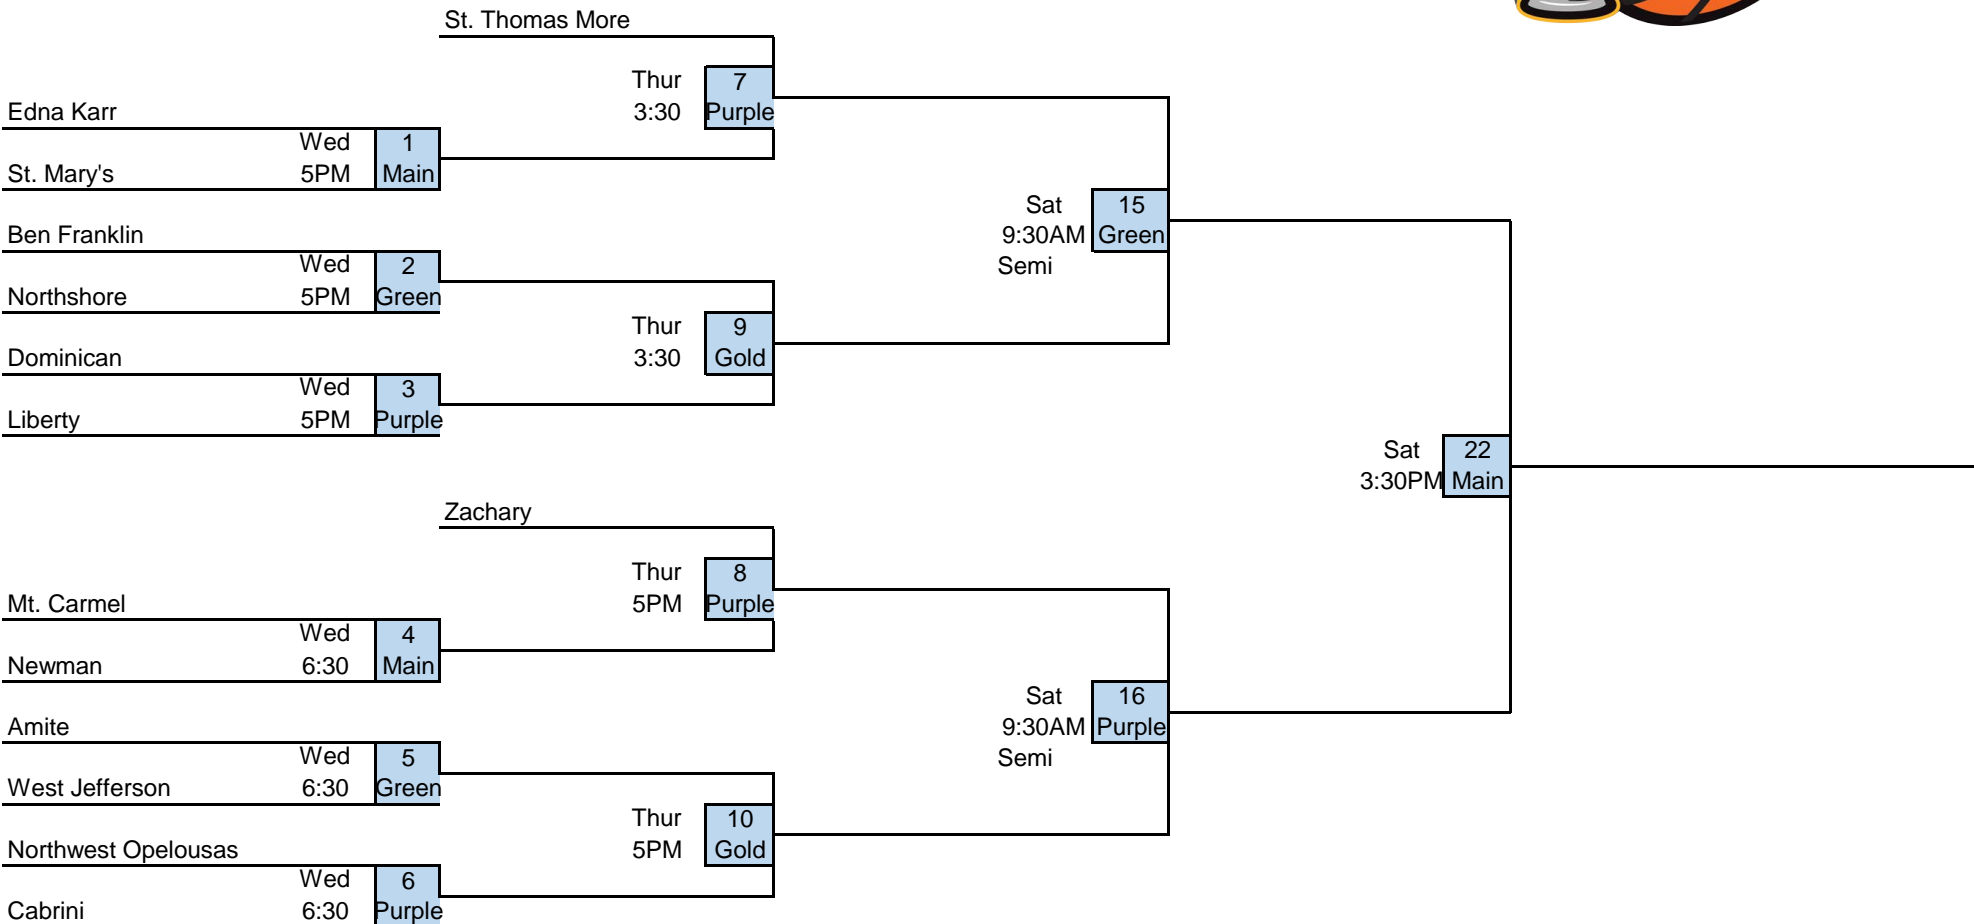 St. Thomas More
Thur 7
Edna Karr 3:30 Purple
Wed 1
St. Mary's 5PM Main
Sat 15
Ben Franklin 9:30AM Green
Wed 2 Semi
Northshore 5PM Green
Thur 9
Dominican 3:30 Gold
Wed 3
Liberty 5PM Purple
Sat 22
3:30PM Main
Zachary
Thur 8
Mt. Carmel 5PM Purple
Wed 4
Newman 6:30 Main
Sat 16
Amite 9:30AM Purple
Wed 5 Semi
West Jefferson 6:30 Green
Thur 10
Northwest Opelousas 5PM Gold
Wed 6
Cabrini 6:30 Purple